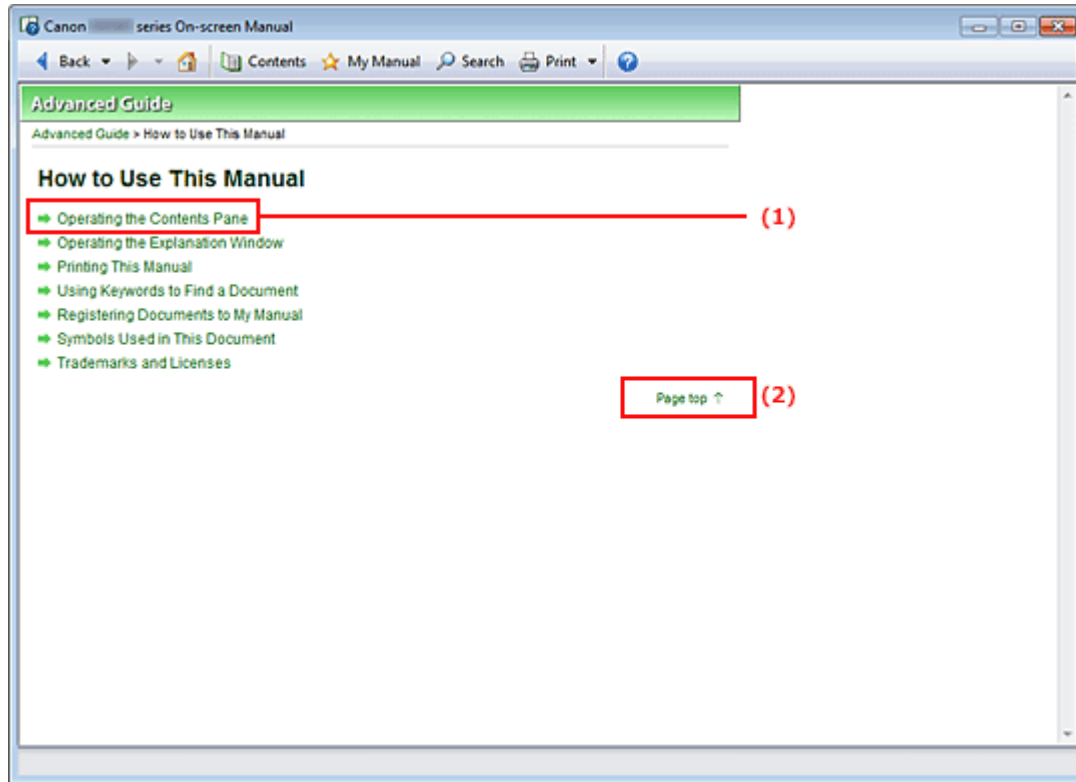 Canon series On-screen Manual
Back Contents My Manual Search Print
Advanced Guide
Advanced Guide > How to Use This Manual
How to Use This Manual
Operating the Contents Pane (1)
Operating the Explanation Window
Printing This Manual
Using Keywords to Find a Document
Registering Documents to My Manual
Symbols Used in This Document
Trademarks and Licenses
Page top ↑ (2)